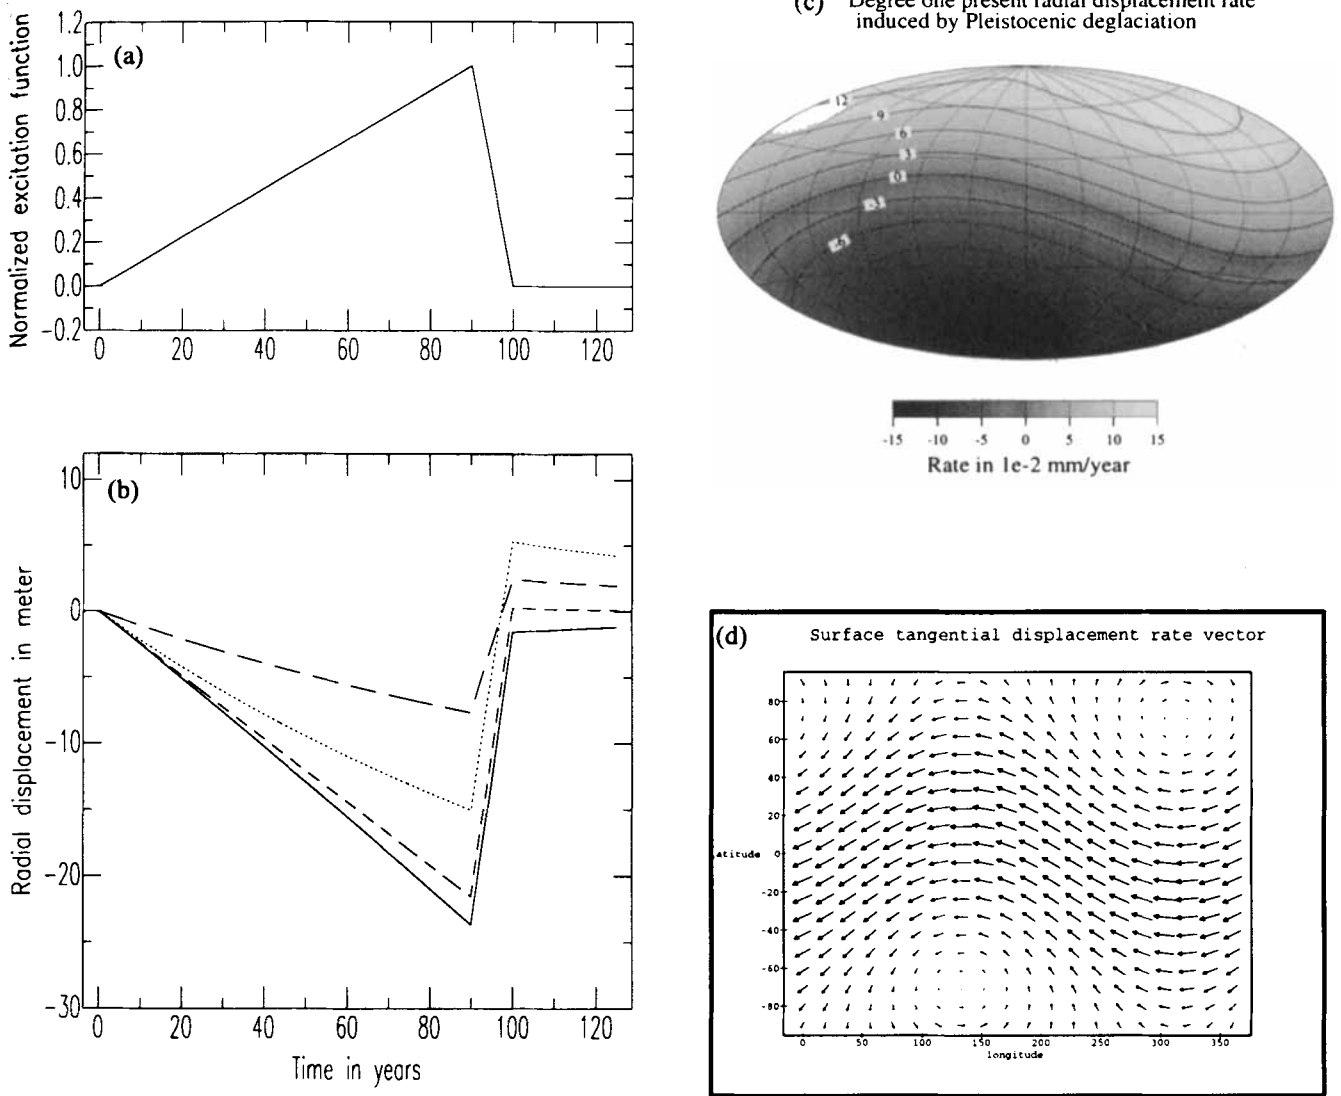 (a)
Normalized excitation function
1.2
1.0
0.8
0.6
0.4
0.2
0.0
-0.2
0 20 40 60 80 100 120
(b)
Radial displacement in meter
10
0
-10
-20
-30
0 20 40 60 80 100 120
Time in years
(c) Degree one present radial displacement rate
induced by Pleistocenic deglaciation
12
9
6
3
0
-15 -10 -5 0 5 10 15
Rate in 1e-2 mm/year
(d) Surface tangential displacement rate vector
80
60
40
20
atitude 0
-20
-40
-60
-80
0 50 100 150 200 250 300 350
longitude